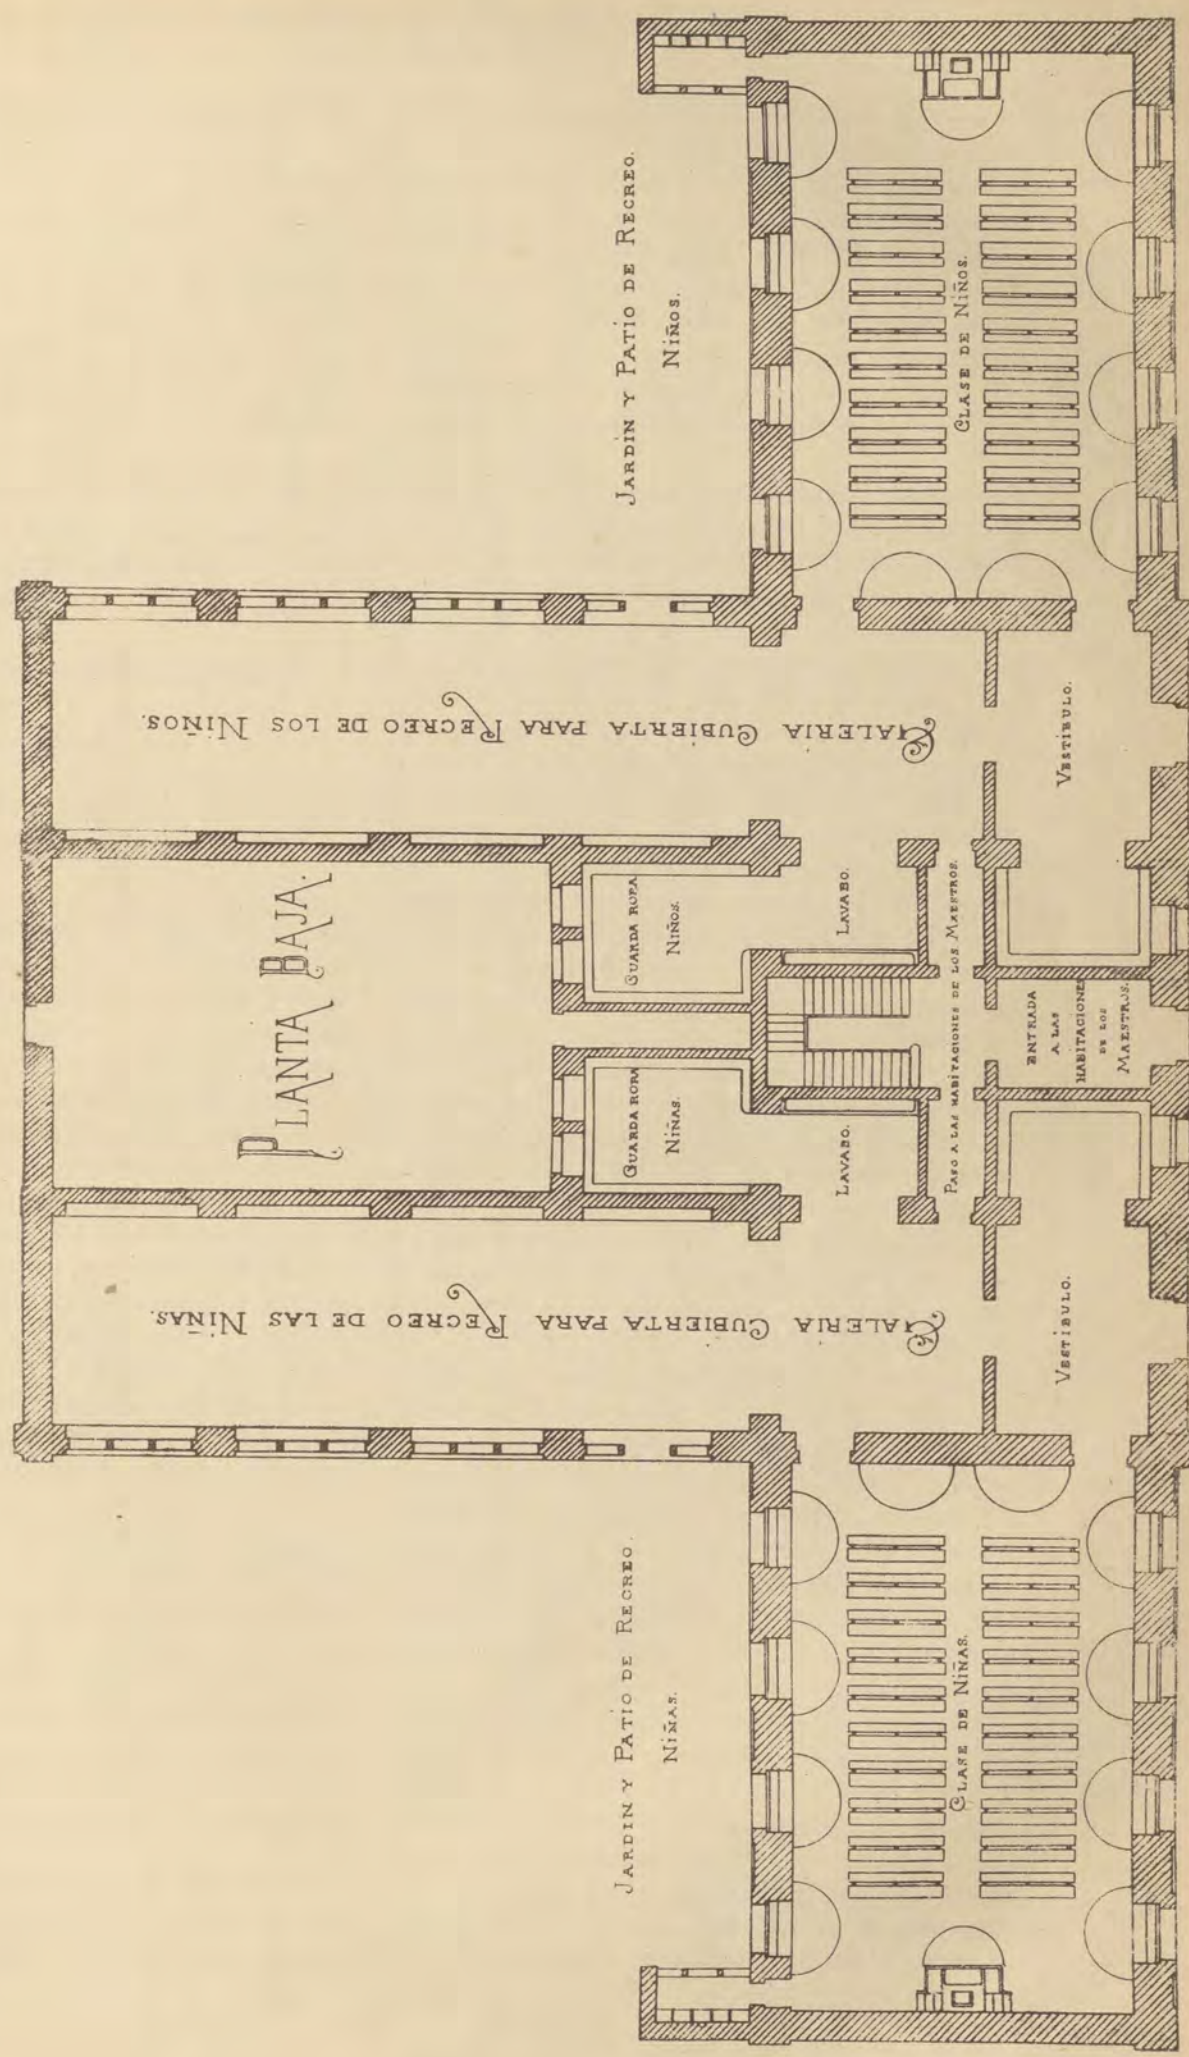 PLANTA BAJA.
JARDIN Y PATIO DE RECREO.
NIÑAS.
JARDIN Y PATIO DE RECREO.
NIÑOS.
GALERIA CUBIERTA PARA RECREO DE LAS NIÑAS.
GALERIA CUBIERTA PARA RECREO DE LOS NIÑOS.
GUARDA ROPA
NIÑAS.
GUARDA ROPA
NIÑOS.
LAVABO.
LAVABO.
CLASE DE NIÑAS.
PASO A LAS HABITACIONES DE LOS MAESTROS.
CLASE DE NIÑOS.
VESTIBULO.
ENTRADA
A LAS
HABITACIONES
DE LOS
MAESTROS.
VESTIBULO.